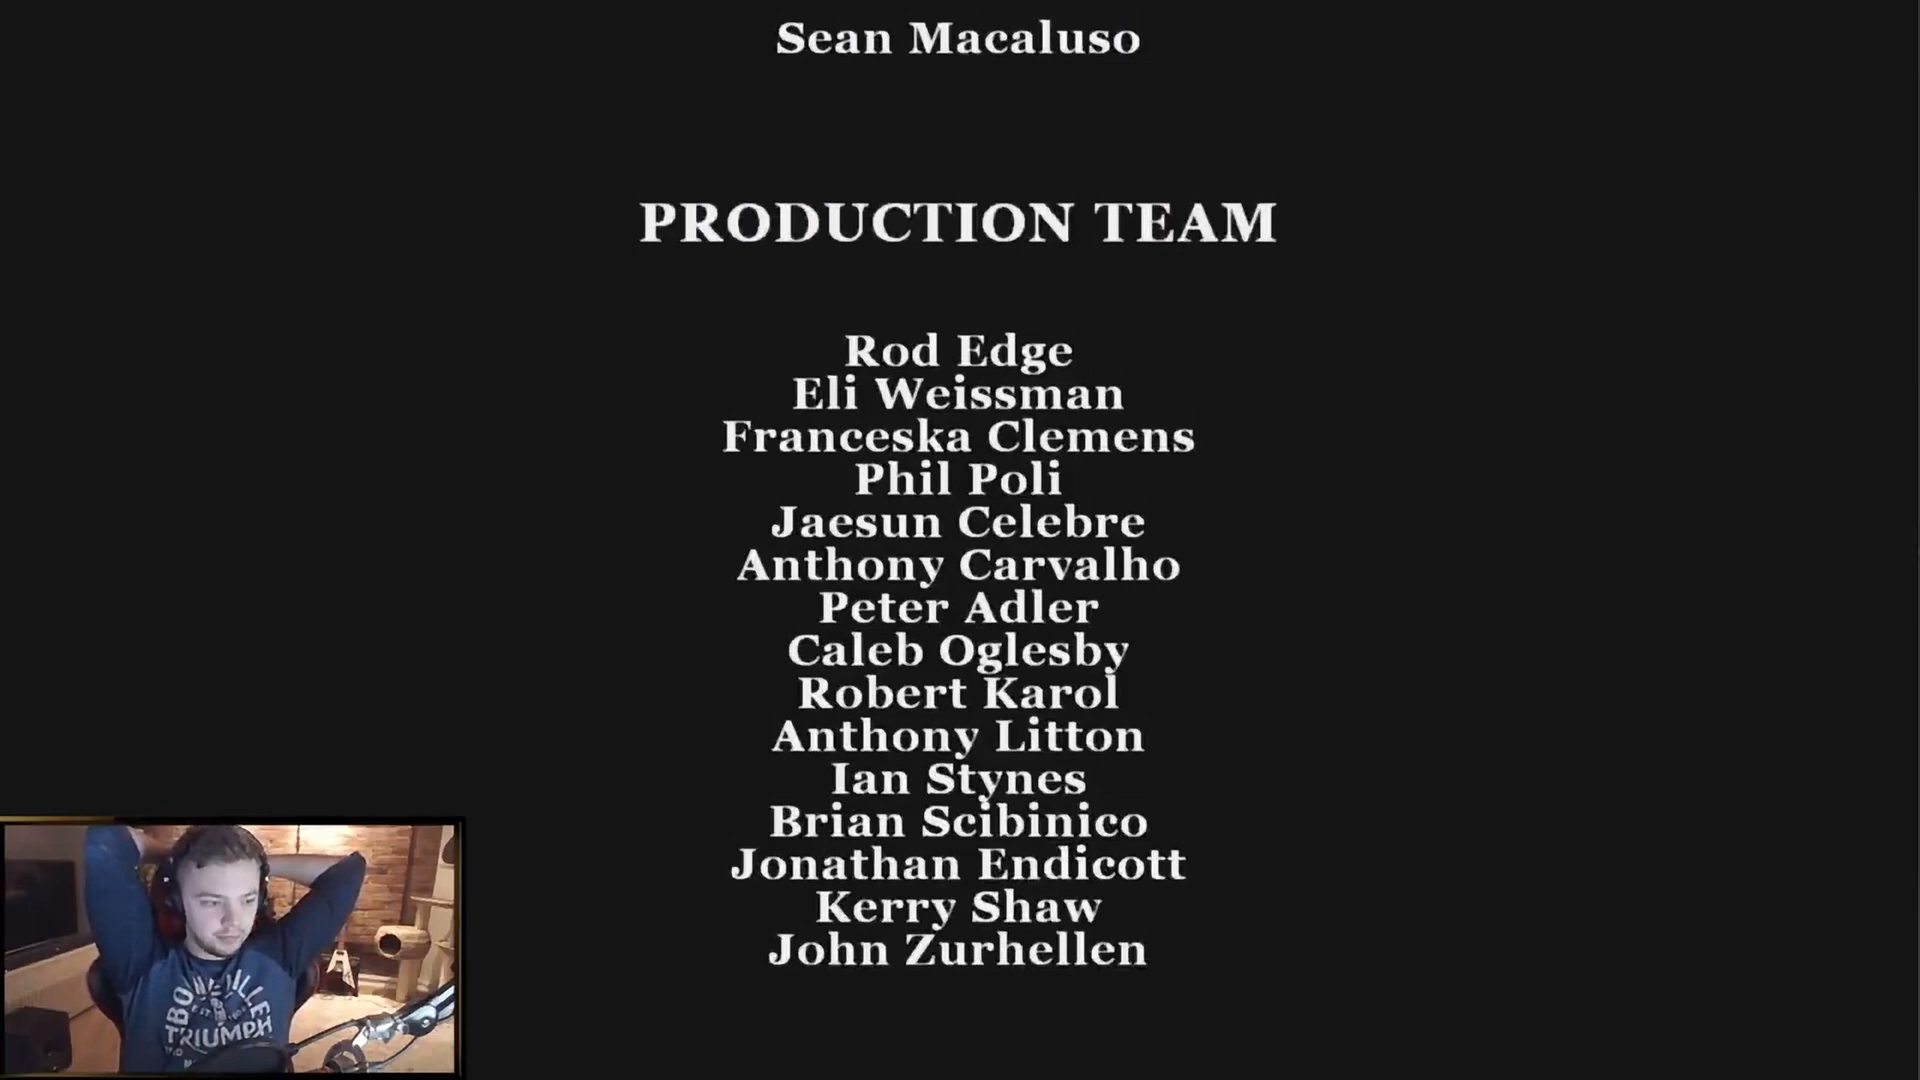 Sean Macaluso
PRODUCTION TEAM
Rod Edge
Eli Weissman
Franceska Clemens
Phil Poli
Jaesun Celebre
Anthony Carvalho
Peter Adler
Caleb Oglesby
Robert Karol
Anthony Litton
Ian Stynes
Brian Scibinico
Jonathan Endicott
Kerry Shaw
John Zurhellen
TRIUMPH